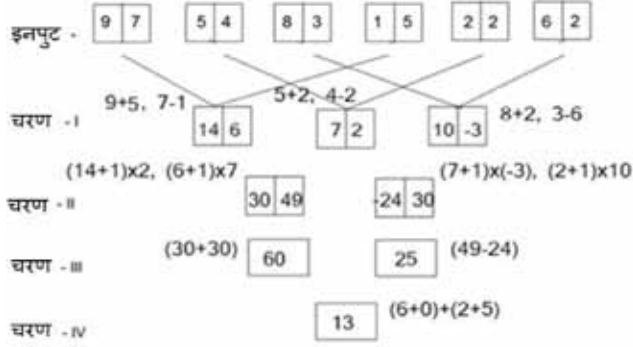 इनपुट - 9 7 5 4 8 3 1 5 2 2 6 2
9+5, 7-1 5+2, 4-2 8+2, 3-6
चरण -I 14 6 7 2 10 -3
(14+1)x2, (6+1)x7 (7+1)x(-3), (2+1)x10
चरण -II 30 49 -24 30
चरण -III (30+30) 60 25 (49-24)
चरण -IV 13 (6+0)+(2+5)